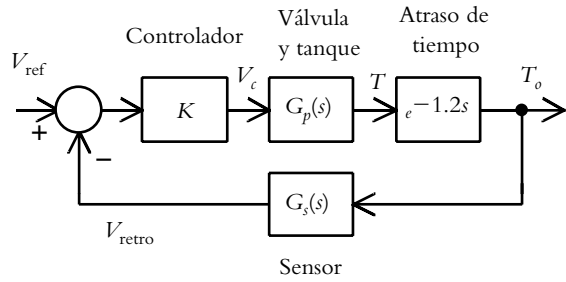 Controlador
Válvula
y tanque
Atraso de
tiempo
V_ref
+
−
K
V_c
G_p(s)
T
e−1.2s
T_o
G_s(s)
V_retro
Sensor